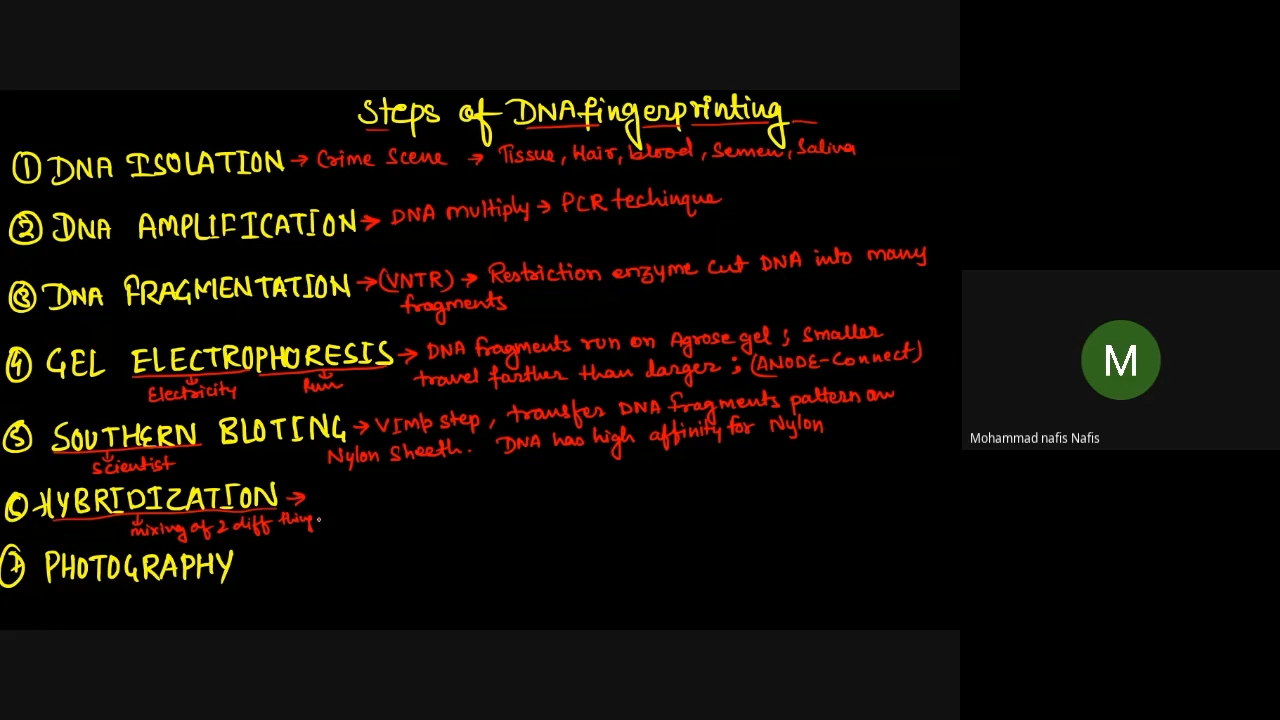 Steps of DNA fingerprinting
① DNA ISOLATION → Crime Scene → Tissue, Hair, blood, Semen, Saliva
② DNA AMPLIFICATION → DNA multiply → PCR techinque
③ DNA FRAGMENTATION → (VNTR) → Restriction enzyme cut DNA into many
fragments
④ GEL ELECTROPHORESIS → DNA fragments run on Agrose gel ; smaller
travel farther than larger ; (ANODE-Connect)
Electricity Run
⑤ SOUTHERN BLOTING → V.Imp step, transfer DNA fragments pattern on
Nylon Sheeth. DNA has high affinity for Nylon
scientist
⑥ HYBRIDIZATION →
mixing of 2 diff thing
⑦ PHOTOGRAPHY
M
Mohammad nafis Nafis